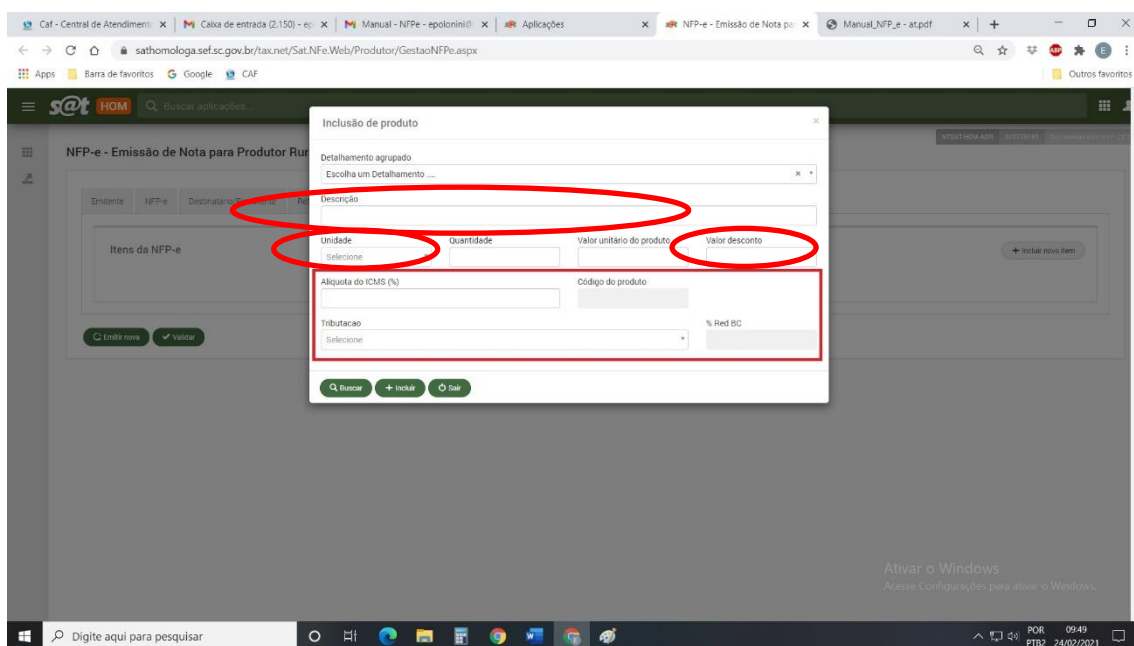 Caf - Central de Atendiment
Caixa de entrada (2.150) - ep
Manual - NFPe - epolonini@
Aplicações
NFP-e - Emissão de Nota pa
Manual_NFP_e - at.pdf
sathomologa.sef.sc.gov.br/tax.net/Sat.NFe.Web/Produtor/GestaoNFPe.aspx
Apps
Barra de favoritos
Google
CAF
Outros favoritos
s@t HOM
Buscar aplicações...
Inclusão de produto
NFP-e - Emissão de Nota para Produtor Rur
Detalhamento agrupado
Escolha um Detalhamento ....
Emitente
NFP-e
Descrição
Itens da NFP-e
Unidade
Quantidade
Valor unitário do produto
Valor desconto
Selecione
+ Incluir novo item
Alíquota do ICMS (%)
Código do produto
Tributacao
% Red BC
Selecione
Emitir nova
Validar
Buscar
+ Incluir
Sair
Ativar o Windows
Acesse Configurações para ativar o Windows.
Digite aqui para pesquisar
POR
09:49
PTB2
24/02/2021